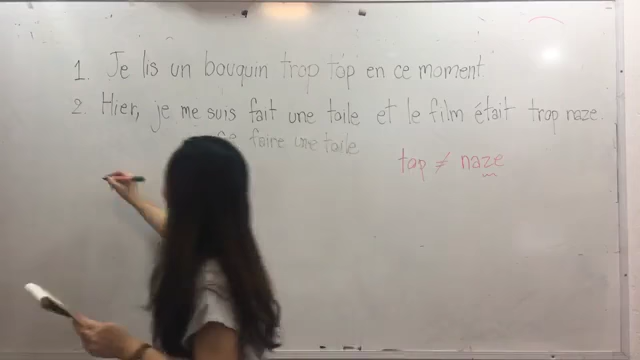 1. Je lis un bouquin trop top en ce moment
2. Hier, je me suis fait une toile et le film était trop naze.
se faire une toile
top ≠ naze